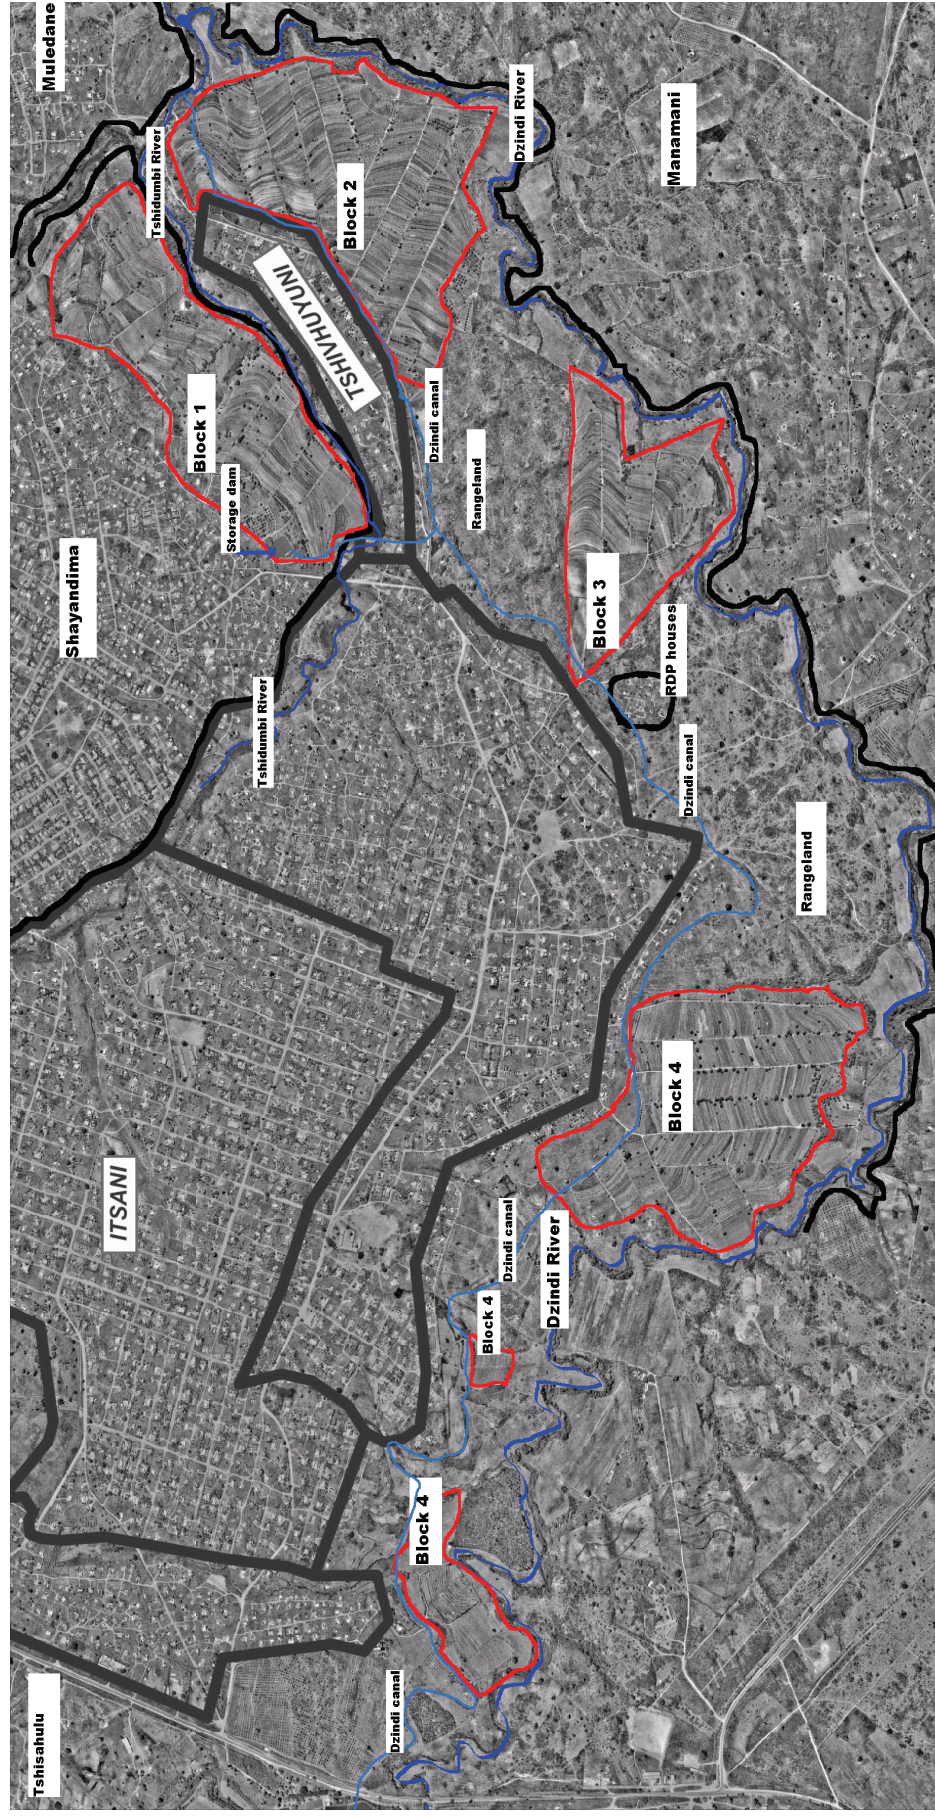 Muledane
Tshidumbi River
Dzindi River
Manamani
Block 2
TSHIVHUYUNI
Block 1
Dzindi canal
Rangeland
Storage dam
Shayandima
Block 3
RDP houses
Tshidumbi River
Dzindi canal
Rangeland
Block 4
ITSANI
Dzindi canal
Dzindi River
Block 4
Block 4
Dzindi canal
Tshisahulu